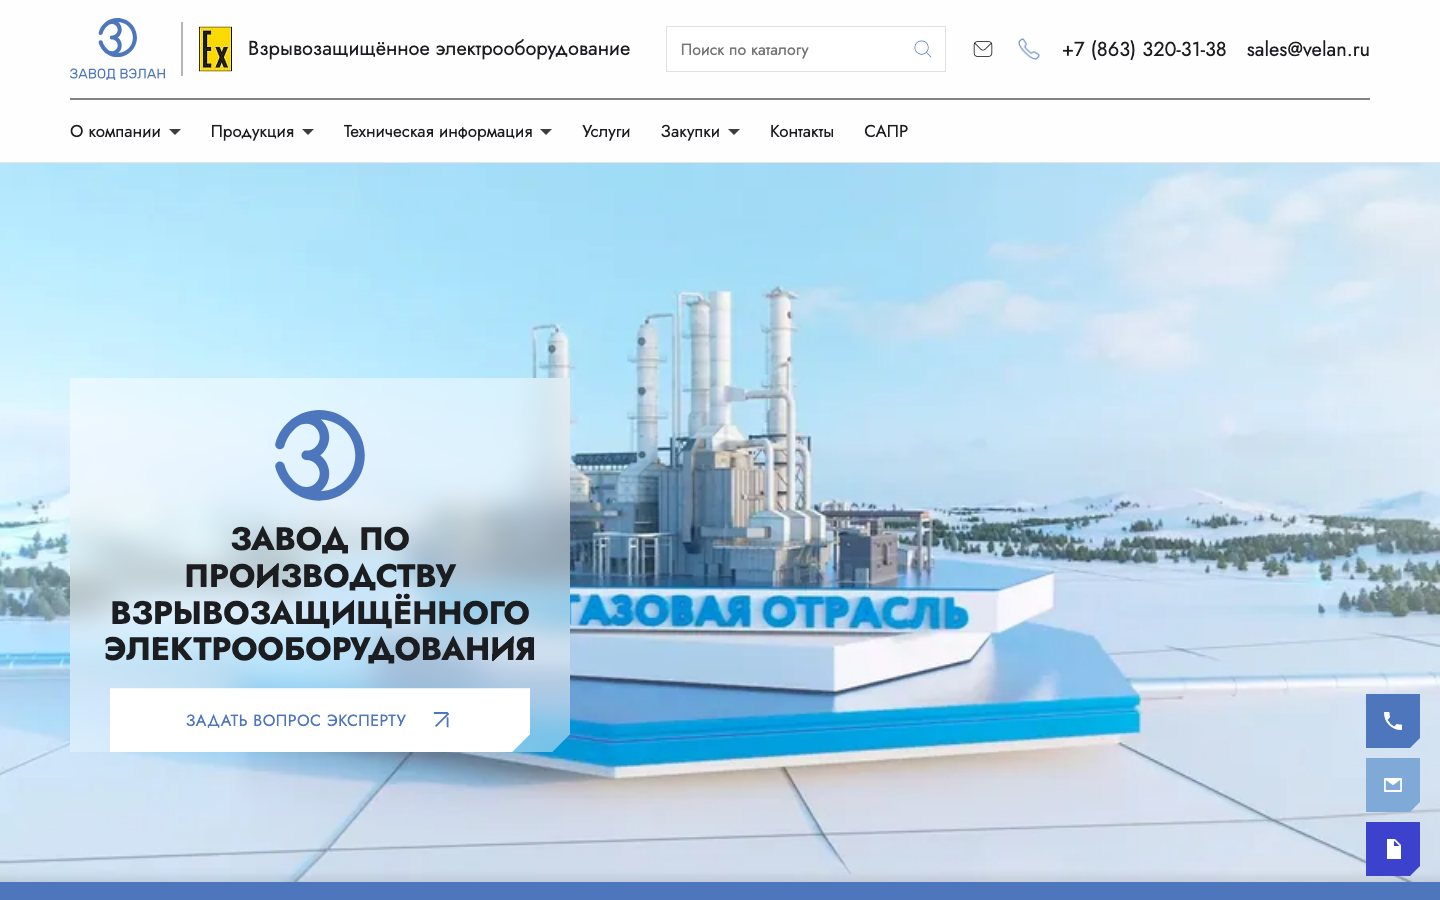 ЗАВОД ВЭЛАН
Ex
Взрывозащищённое электрооборудование
Поиск по каталогу
+7 (863) 320-31-38
sales@velan.ru
О компании
Продукция
Техническая информация
Услуги
Закупки
Контакты
САПР
ГАЗОВАЯ ОТРАСЛЬ
ЗАВОД ПО
ПРОИЗВОДСТВУ
ВЗРЫВОЗАЩИЩЁННОГО
ЭЛЕКТРООБОРУДОВАНИЯ
ЗАДАТЬ ВОПРОС ЭКСПЕРТУ